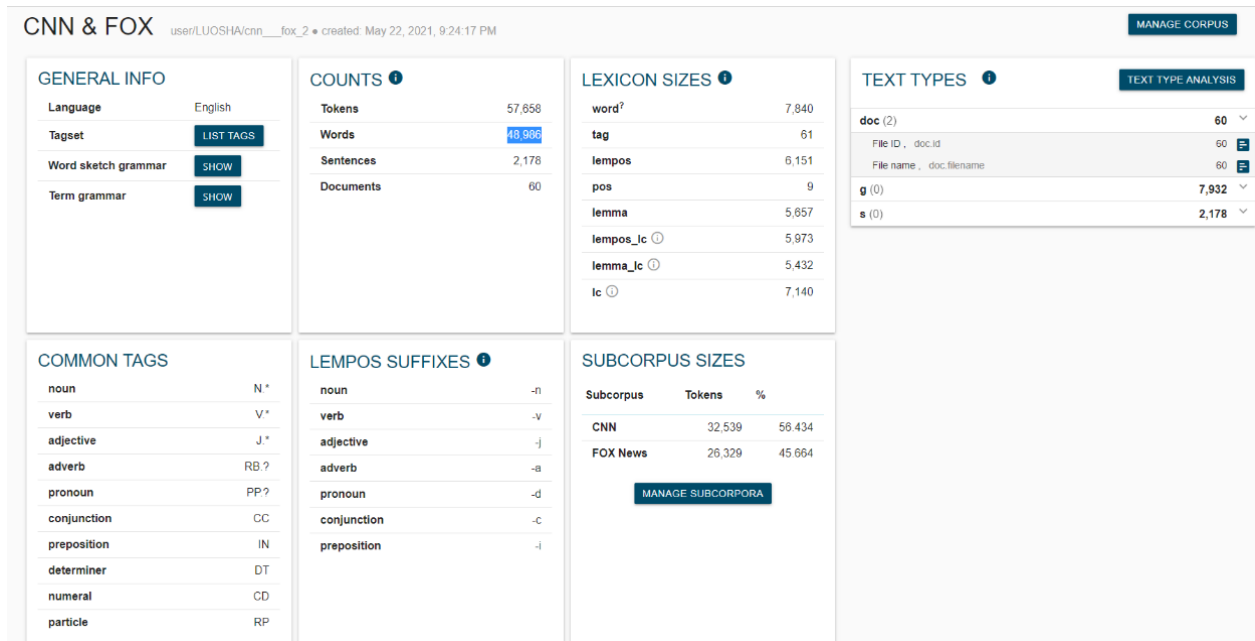 CNN & FOX user/LUOSHA/cnn___fox_2 ● created: May 22, 2021, 9:24:17 PM
MANAGE CORPUS
GENERAL INFO
Language English
Tagset LIST TAGS
Word sketch grammar SHOW
Term grammar SHOW
COUNTS
Tokens 57,658
Words 48,986
Sentences 2,178
Documents 60
LEXICON SIZES
word? 7,840
tag 61
lempos 6,151
pos 9
lemma 5,657
lempos_lc 5,973
lemma_lc 5,432
lc 7,140
TEXT TYPES
TEXT TYPE ANALYSIS
doc (2) 60
File ID , doc.id 60
File name , doc.filename 60
g (0) 7,932
s (0) 2,178
COMMON TAGS
noun N.*
verb V.*
adjective J.*
adverb RB.?
pronoun PP.?
conjunction CC
preposition IN
determiner DT
numeral CD
particle RP
LEMPOS SUFFIXES
noun -n
verb -v
adjective -j
adverb -a
pronoun -d
conjunction -c
preposition -i
SUBCORPUS SIZES
Subcorpus Tokens %
CNN 32,539 56.434
FOX News 26,329 45.664
MANAGE SUBCORPORA